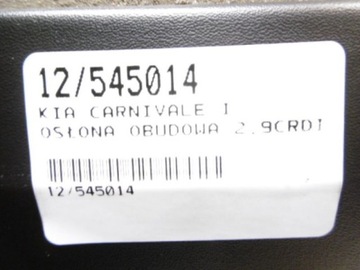 12/545014
KIA CARNIVALE I
OSŁONA OBUDOWA 2.9CRDI
12/545014